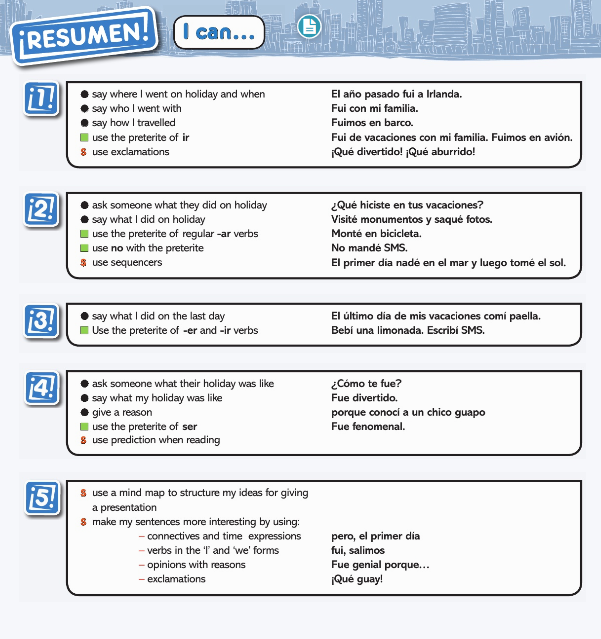 ¡RESUMEN!
I can...
¡1!
● say where I went on holiday and when El año pasado fui a Irlanda.
● say who I went with Fui con mi familia.
● say how I travelled Fuimos en barco.
use the preterite of ir Fui de vacaciones con mi familia. Fuimos en avión.
use exclamations ¡Qué divertido! ¡Qué aburrido!
¡2!
● ask someone what they did on holiday ¿Qué hiciste en tus vacaciones?
● say what I did on holiday Visité monumentos y saqué fotos.
use the preterite of regular -ar verbs Monté en bicicleta.
use no with the preterite No mandé SMS.
use sequencers El primer día nadé en el mar y luego tomé el sol.
¡3!
● say what I did on the last day El último día de mis vacaciones comí paella.
Use the preterite of -er and -ir verbs Bebí una limonada. Escribí SMS.
¡4!
● ask someone what their holiday was like ¿Cómo te fue?
● say what my holiday was like Fue divertido.
● give a reason porque conocí a un chico guapo
use the preterite of ser Fue fenomenal.
use prediction when reading
¡5!
use a mind map to structure my ideas for giving
a presentation
make my sentences more interesting by using:
– connectives and time expressions pero, el primer día
– verbs in the 'I' and 'we' forms fui, salimos
– opinions with reasons Fue genial porque...
– exclamations ¡Qué guay!